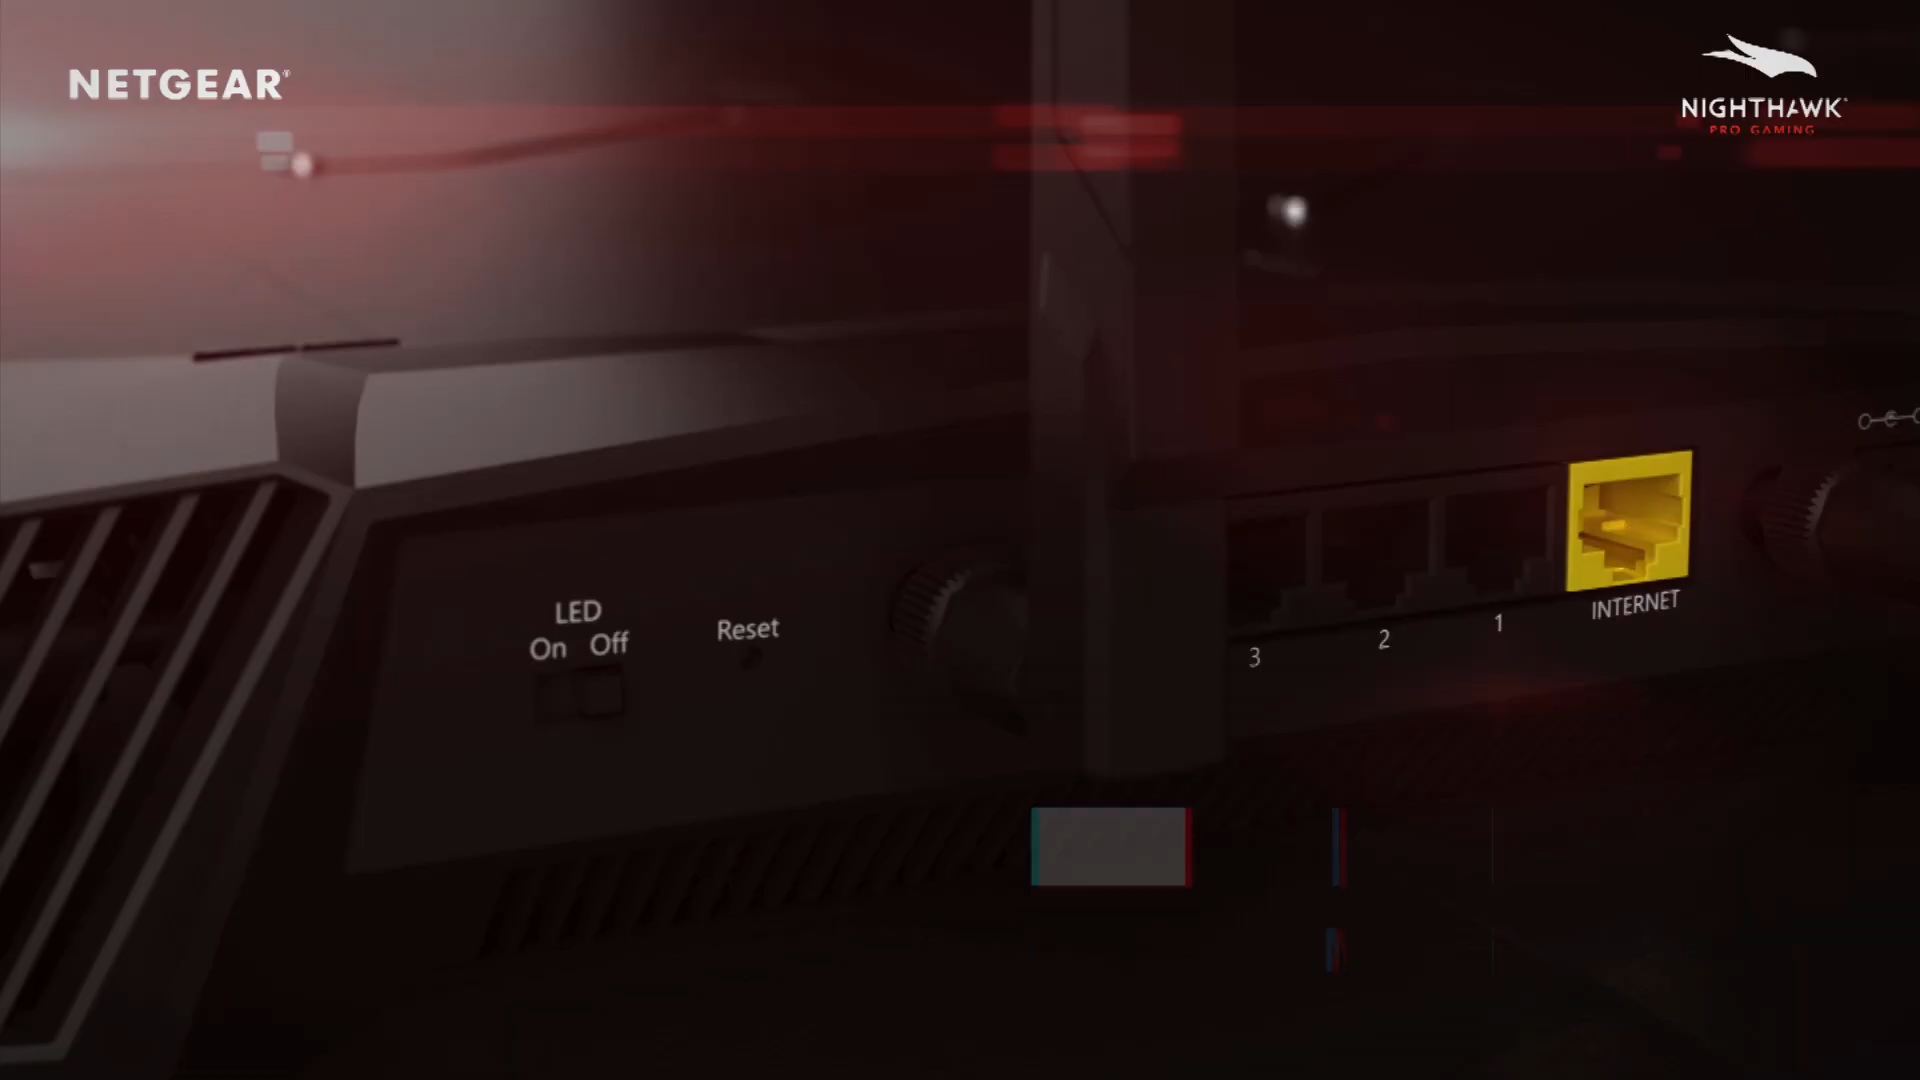 NETGEAR®
NIGHTHAWK®
PRO GAMING
LED
On Off
Reset
3
2
1
INTERNET